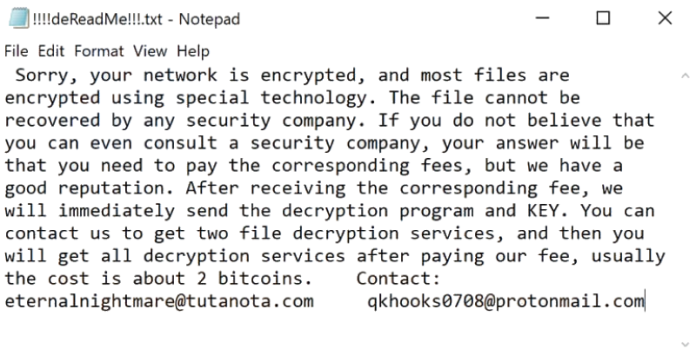 !!!!deReadMe!!!.txt - Notepad
File Edit Format View Help
Sorry, your network is encrypted, and most files are
encrypted using special technology. The file cannot be
recovered by any security company. If you do not believe that
you can even consult a security company, your answer will be
that you need to pay the corresponding fees, but we have a
good reputation. After receiving the corresponding fee, we
will immediately send the decryption program and KEY. You can
contact us to get two file decryption services, and then you
will get all decryption services after paying our fee, usually
the cost is about 2 bitcoins. Contact:
eternalnightmare@tutanota.com qkhooks0708@protonmail.com